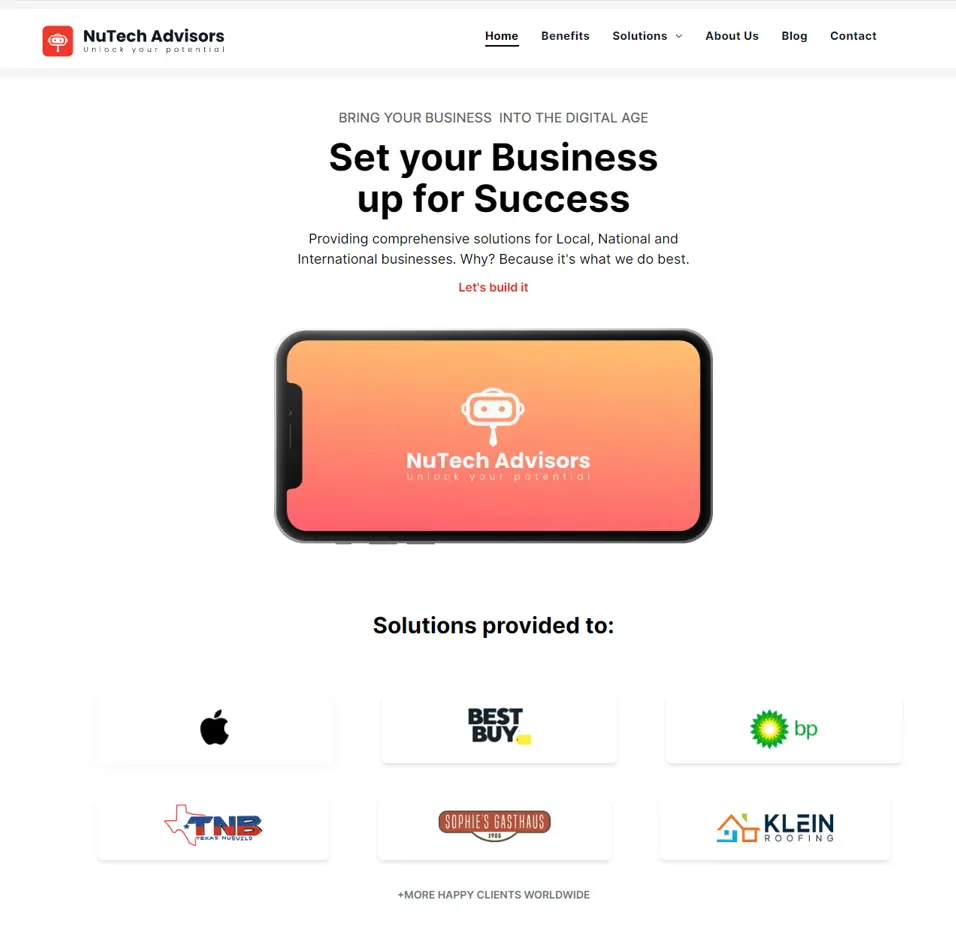 NuTech Advisors
Unlock your potential
Home Benefits Solutions About Us Blog Contact
BRING YOUR BUSINESS INTO THE DIGITAL AGE
Set your Business
up for Success
Providing comprehensive solutions for Local, National and
International businesses. Why? Because it's what we do best.
Let's build it
NuTech Advisors
unlock your potential
Solutions provided to:
BEST
BUY
bp
TNB
TEXAS NUBUILD
SOPHIE'S GASTHAUS
1905
KLEIN
ROOFING
+MORE HAPPY CLIENTS WORLDWIDE